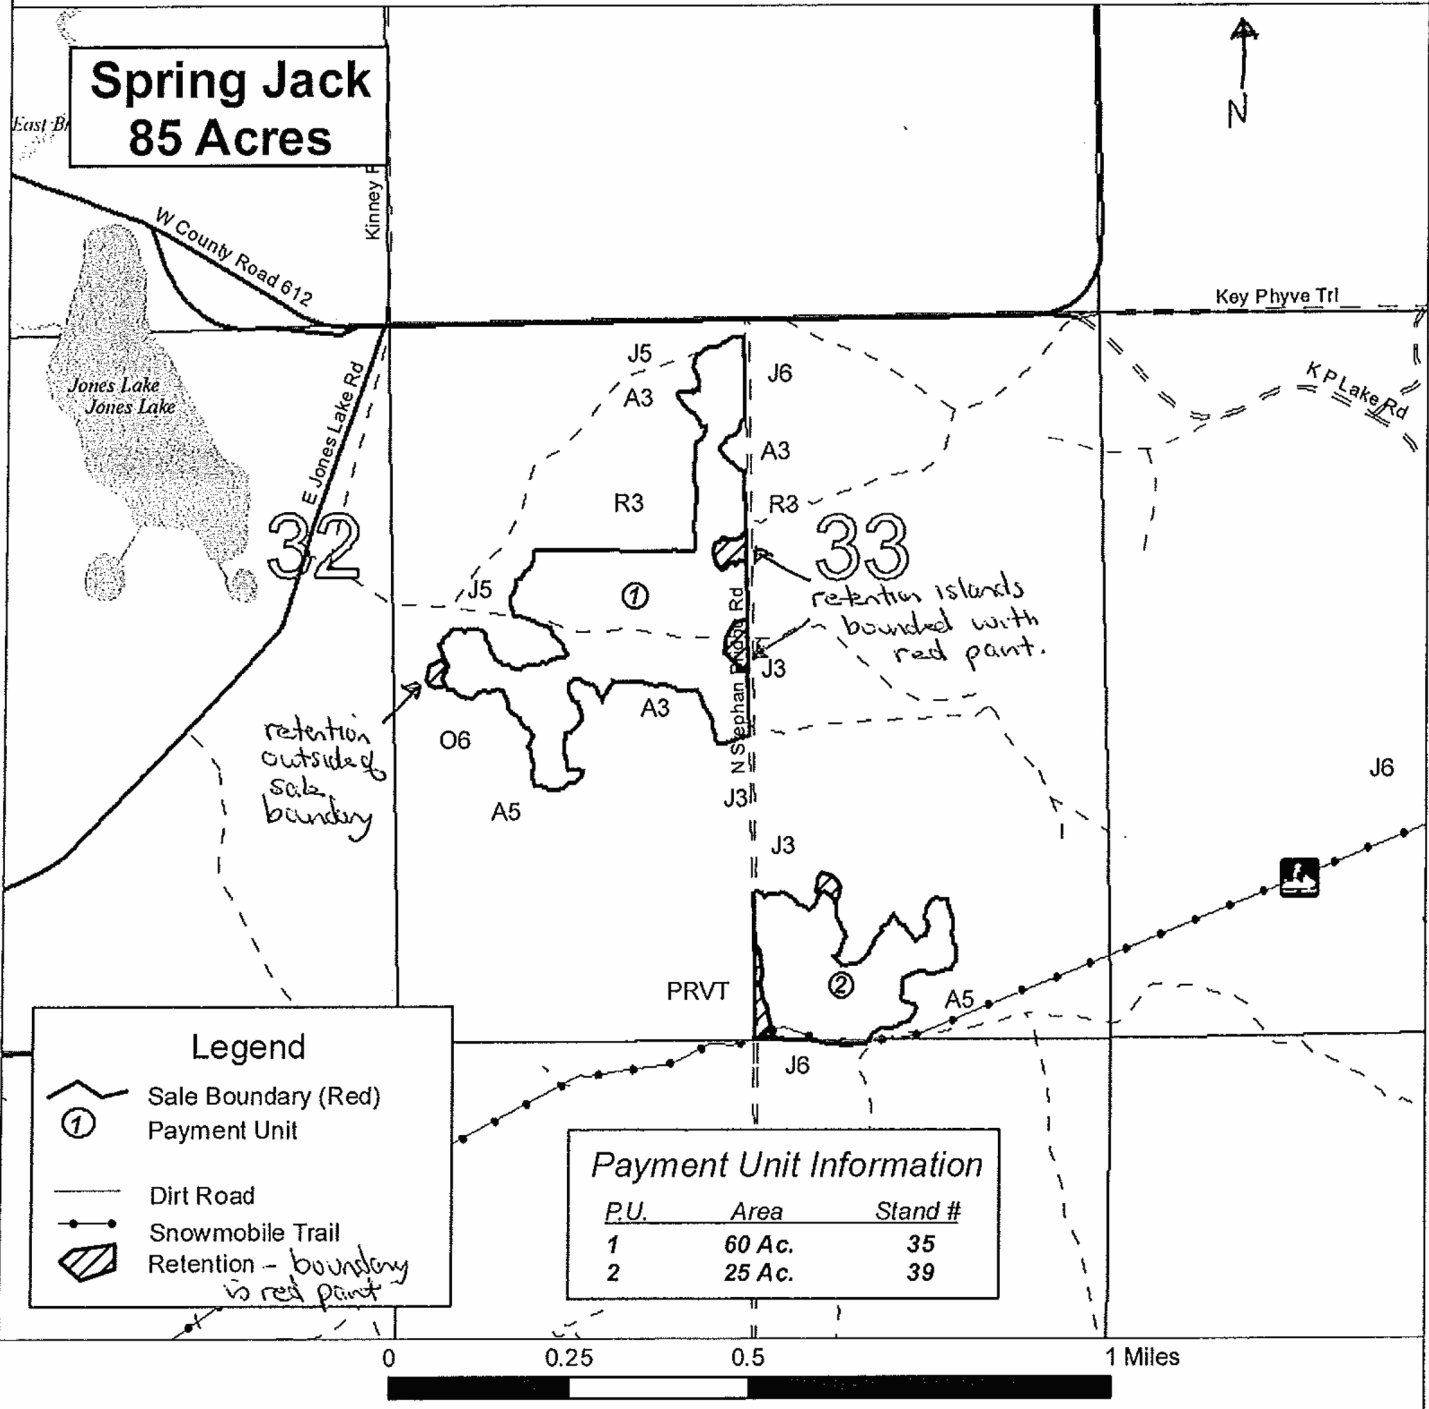 Spring Jack
85 Acres
N
Kinney
W County Road 612
Key Phyve Trl
K P Lake Rd
Jones Lake
Jones Lake
E Jones Lake Rd
J5
J6
A3
A3
R3
R3
32
33
J5
1
retention islands
bounded with
red paint.
J3
A3
O6
retention
outside of
sale
boundary
A5
N Stephan Rd
J3
J6
J3
PRVT
2
A5
J6
Legend
Sale Boundary (Red)
1 Payment Unit
Dirt Road
Snowmobile Trail
Retention - boundary
is red paint
Payment Unit Information
P.U. Area Stand #
1 60 Ac. 35
2 25 Ac. 39
0 0.25 0.5 1 Miles